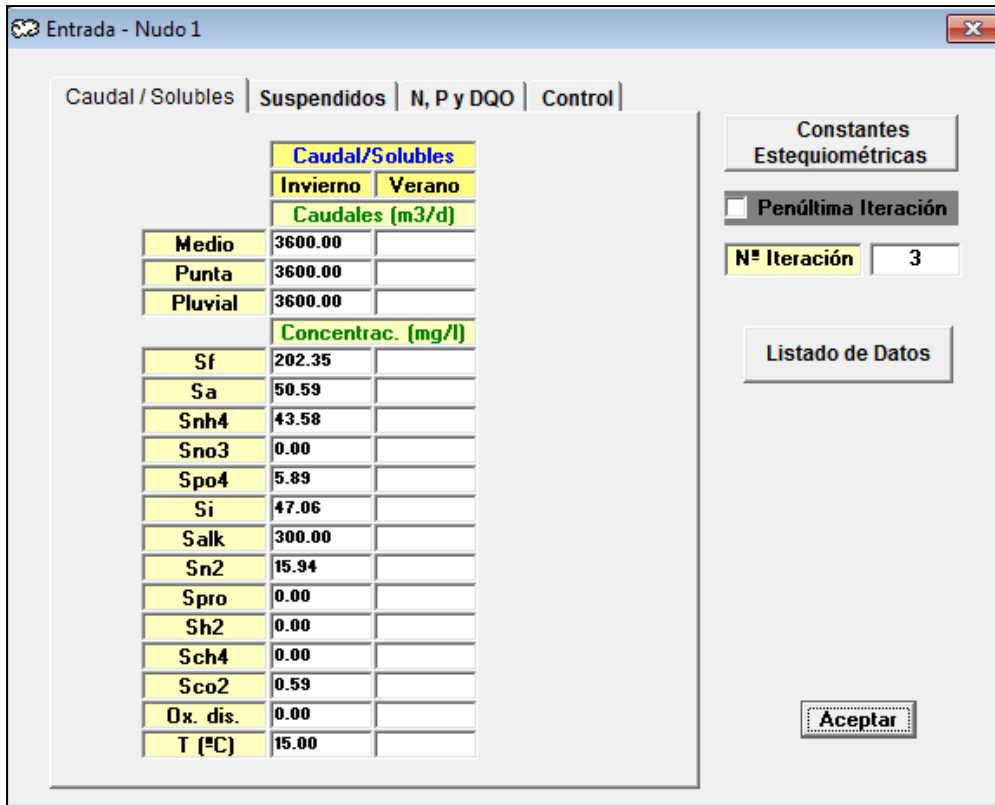 Entrada - Nudo 1
Caudal / Solubles Suspendidos N, P y DQO Control
Caudal/Solubles
Invierno Verano
Caudales (m3/d)
Medio 3600.00
Punta 3600.00
Pluvial 3600.00
Concentrac. (mg/l)
Sf 202.35
Sa 50.59
Snh4 43.58
Sno3 0.00
Spo4 5.89
Si 47.06
Salk 300.00
Sn2 15.94
Spro 0.00
Sh2 0.00
Sch4 0.00
Sco2 0.59
Ox. dis. 0.00
T (ºC) 15.00
Constantes
Estequiométricas
Penúltima Iteración
Nº Iteración 3
Listado de Datos
Aceptar